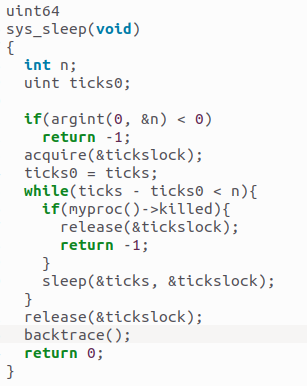 uint64
sys_sleep(void)
{
  int n;
  uint ticks0;

  if(argint(0, &n) < 0)
    return -1;
  acquire(&tickslock);
  ticks0 = ticks;
  while(ticks - ticks0 < n){
    if(myproc()->killed){
      release(&tickslock);
      return -1;
    }
    sleep(&ticks, &tickslock);
  }
  release(&tickslock);
  backtrace();
  return 0;
}